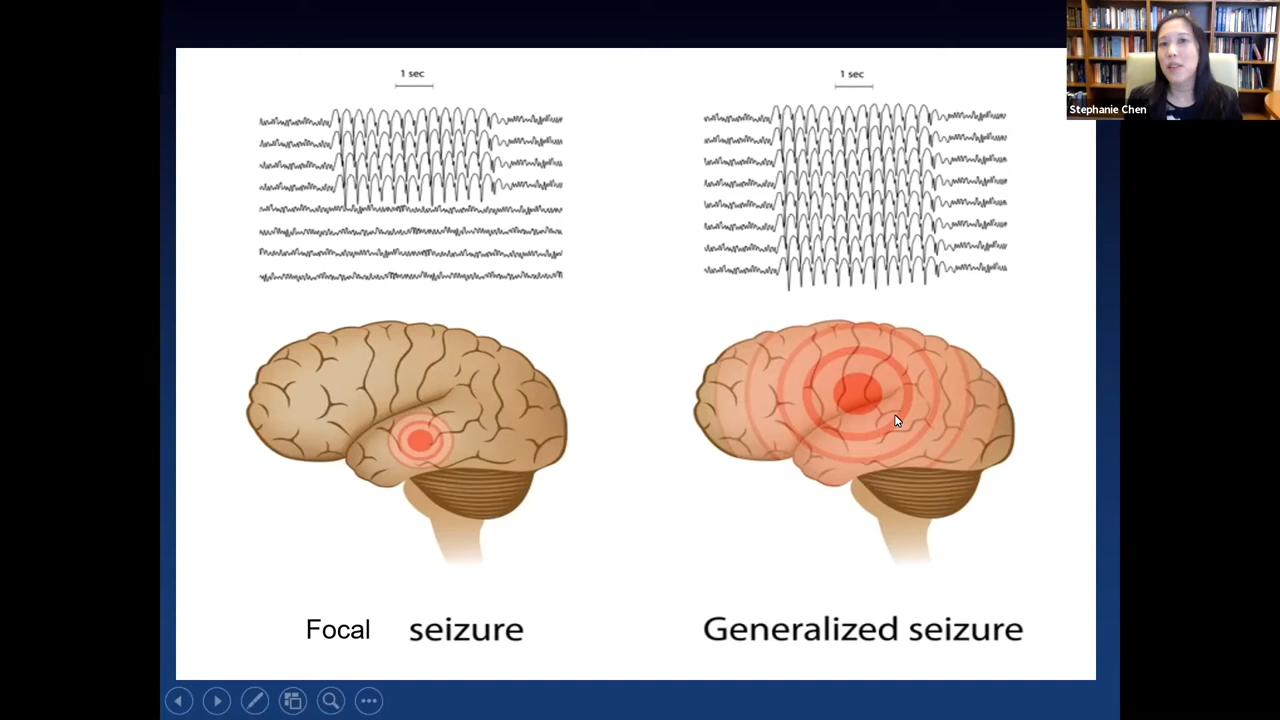 1 sec
1 sec
Stephanie Chen
Focal seizure
Generalized seizure